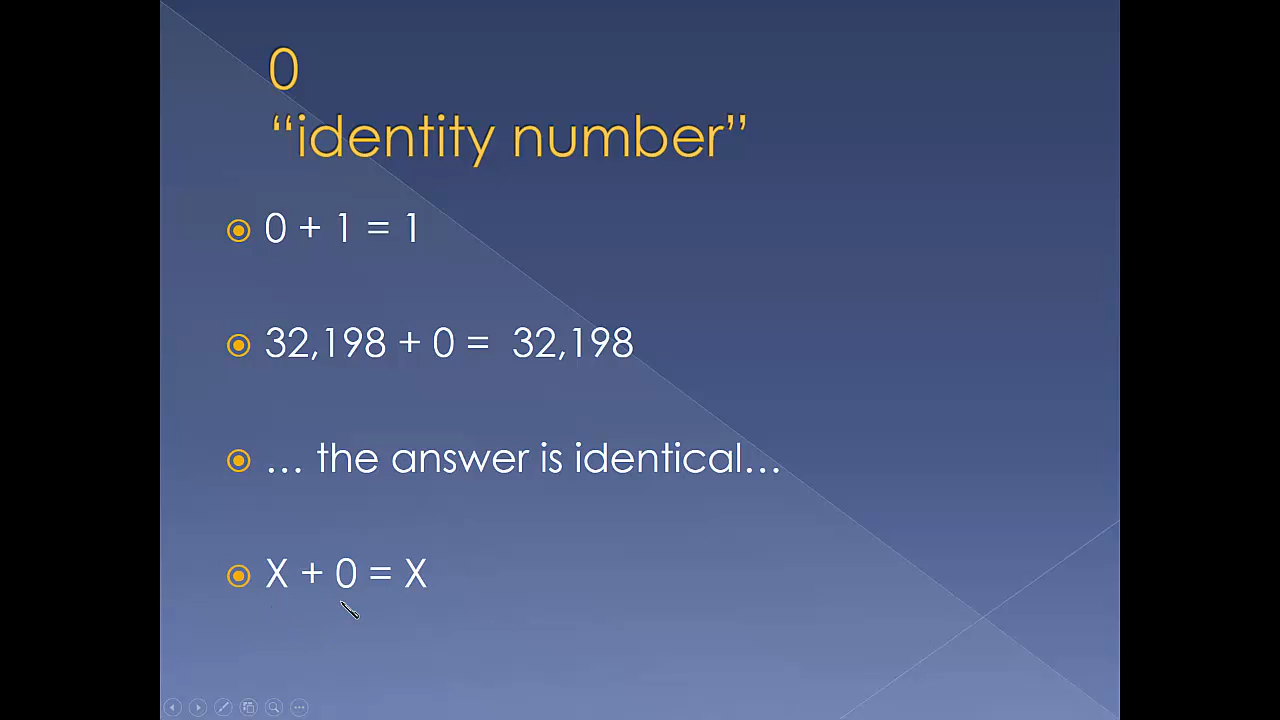 0
“identity number”
0 + 1 = 1
32,198 + 0 =  32,198
… the answer is identical…
X + 0 = X